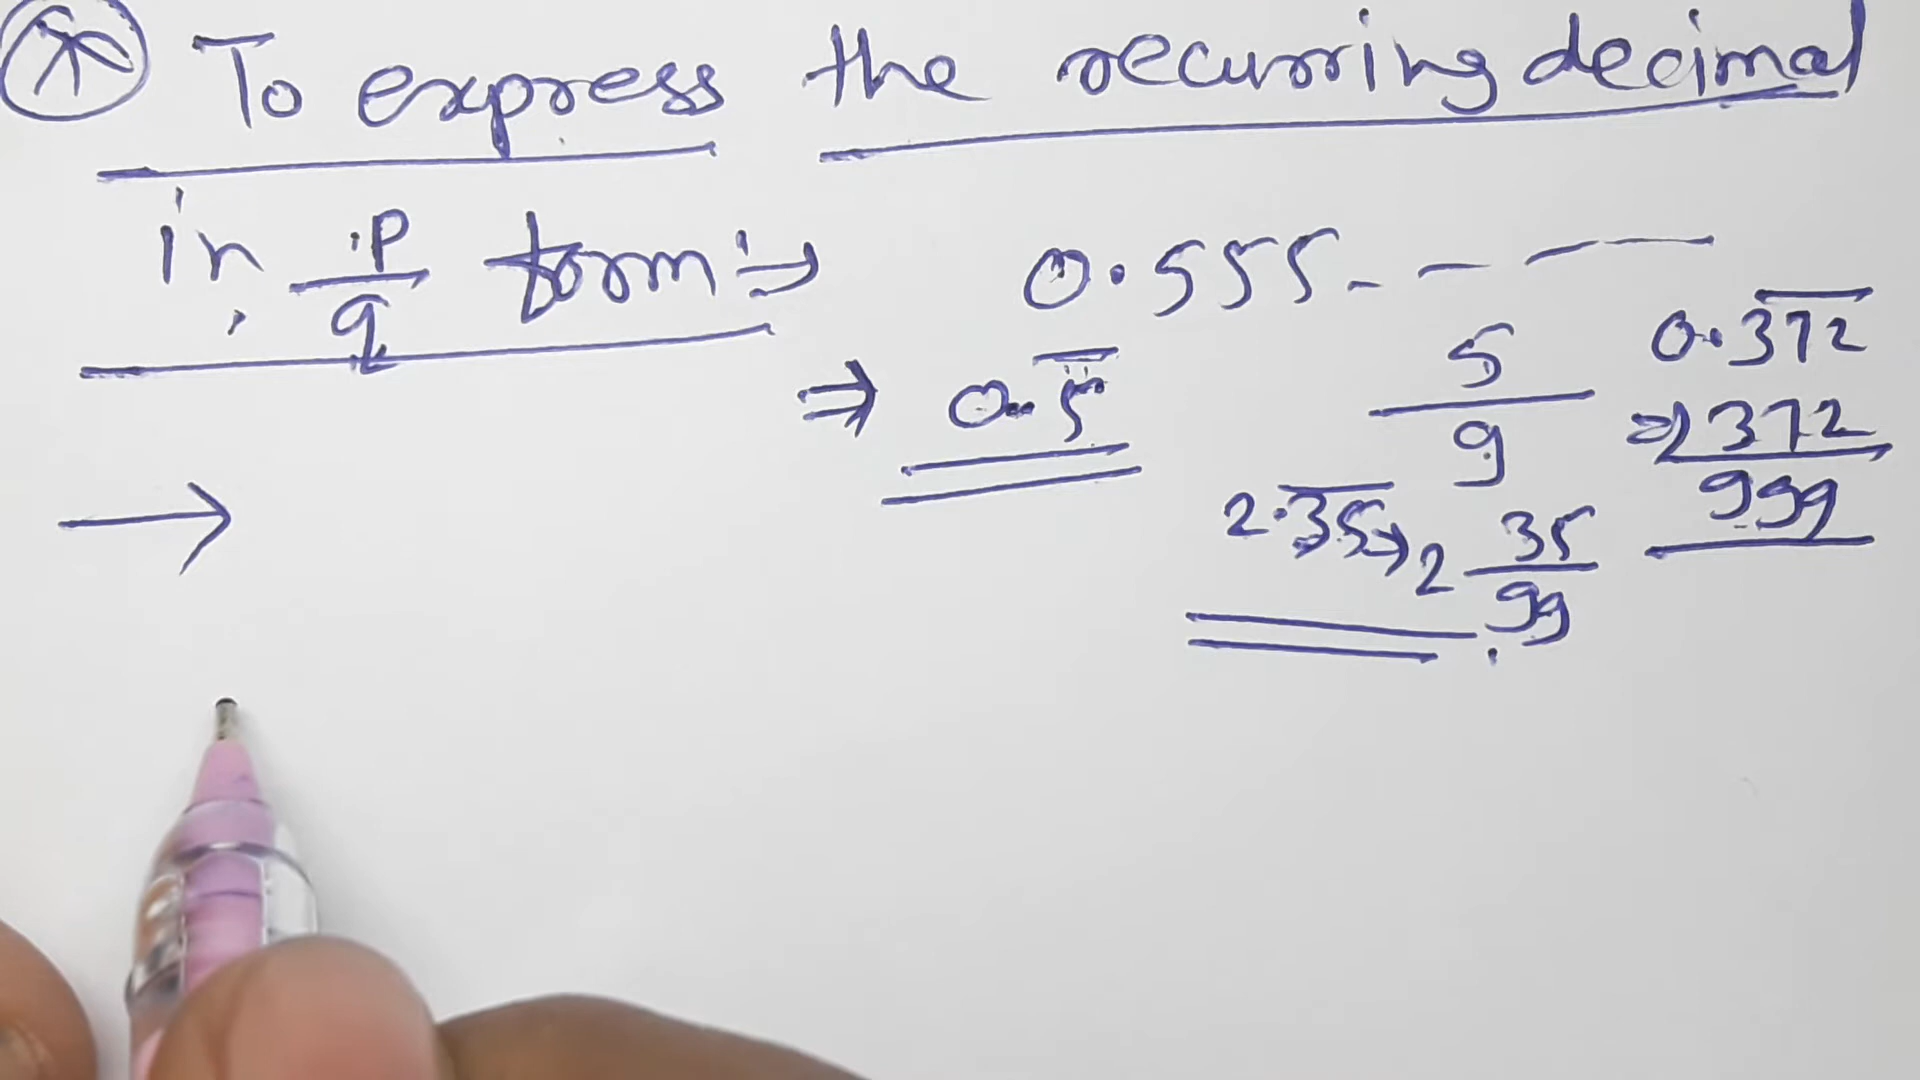 To express the recurring decimal
in p/q form :→
0.555- - — —
⇒ 0.5̅
5/9
0.3̅7̅2̅
⇒ 372/999
2.3̅5̅ ⇒ 2 35/99
→